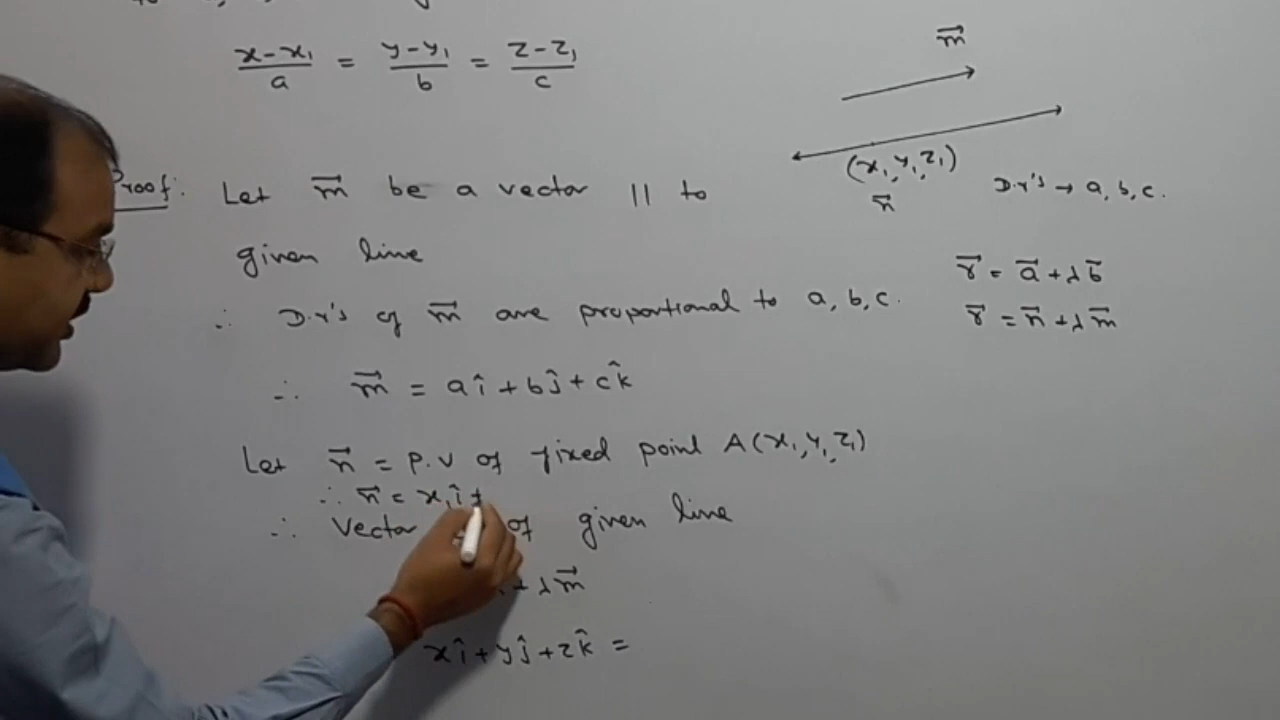 x-x₁/a = y-y₁/b = z-z₁/c
m⃗
(x₁, y₁, z₁)
n⃗
D.r's → a, b, c.
Proof: Let m⃗ be a vector || to
given line
r⃗ = a⃗ + λb⃗
r⃗ = n⃗ + λm⃗
∴ D.r's of m⃗ are proportional to a, b, c.
∴ m⃗ = aî + bĵ + ck̂
Let n⃗ = P.V of fixed point A(x₁, y₁, z₁)
∴ n⃗ = x₁î +
∴ Vector of given line
+ λm⃗
xî + yĵ + zk̂ =